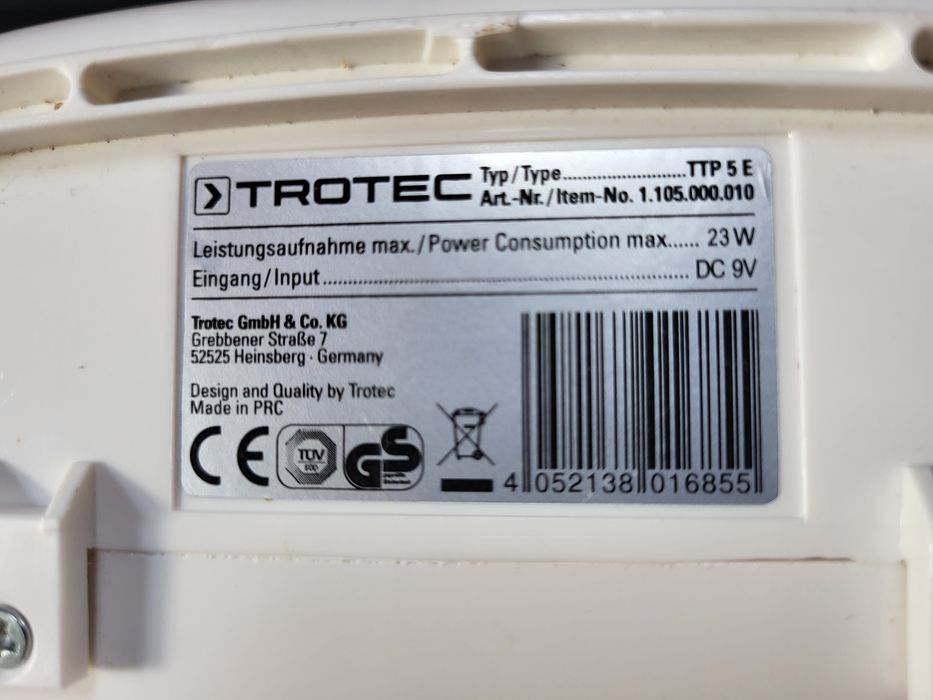 TROTEC
Typ/Type........................TTP 5 E
Art.-Nr./Item-No. 1.105.000.010
Leistungsaufnahme max./Power Consumption max...... 23 W
Eingang/Input.................................................................... DC 9V
Trotec GmbH & Co. KG
Grebbener Straße 7
52525 Heinsberg · Germany
Design and Quality by Trotec
Made in PRC
CE
TÜV
GS
4 052138 016855